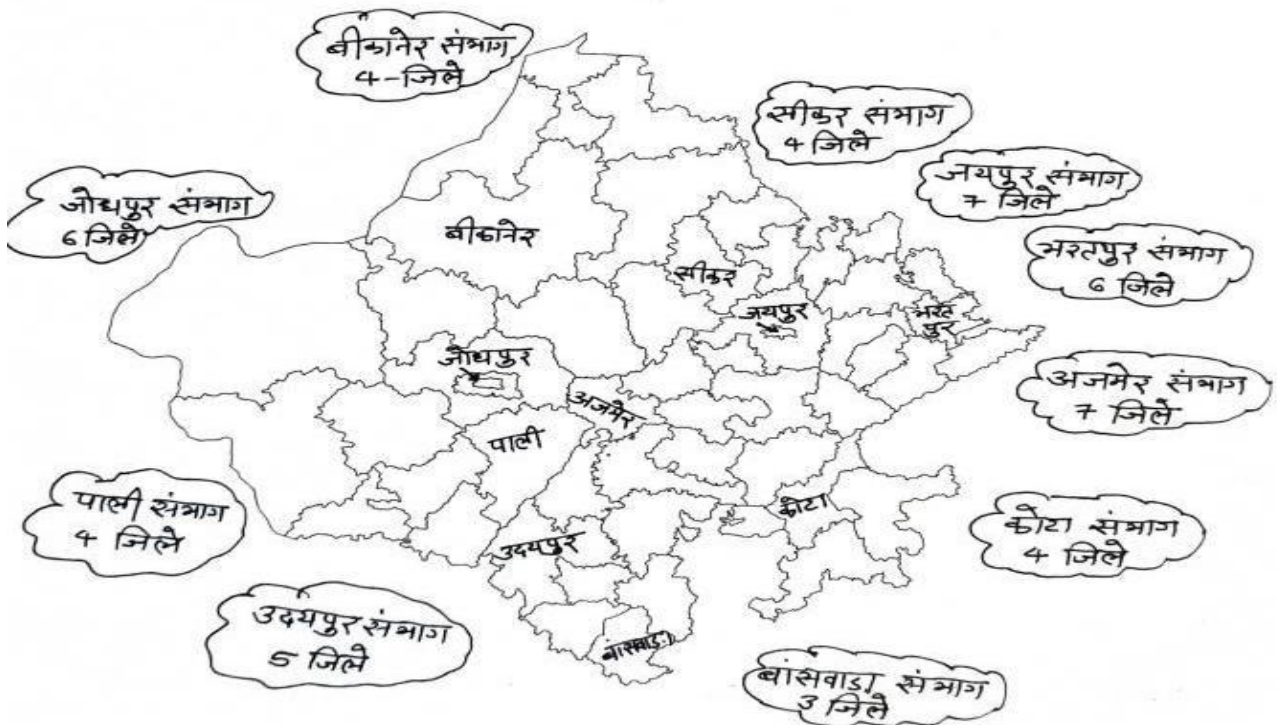 बीकानेर संभाग
4-जिले
सीकर संभाग
4 जिले
जयपुर संभाग
7 जिले
जोधपुर संभाग
6 जिले
भरतपुर संभाग
6 जिले
बीकानेर
सीकर
जयपुर
भरत
पुर
जोधपुर
अजमेर
पाली
अजमेर संभाग
7 जिले
पाली संभाग
4 जिले
कोटा
कोटा संभाग
4 जिले
उदयपुर
उदयपुर संभाग
5 जिले
बांसवाड़ा
बांसवाडा संभाग
3 जिले